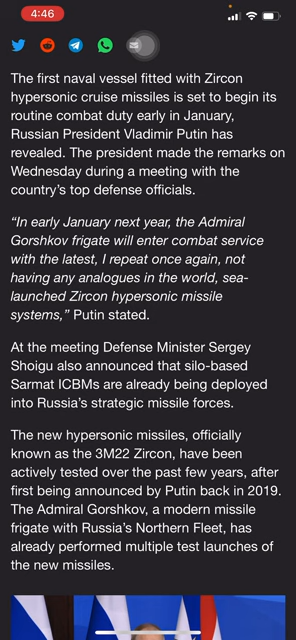 4:46
The first naval vessel fitted with Zircon
hypersonic cruise missiles is set to begin its
routine combat duty early in January,
Russian President Vladimir Putin has
revealed. The president made the remarks on
Wednesday during a meeting with the
country's top defense officials.
“In early January next year, the Admiral
Gorshkov frigate will enter combat service
with the latest, I repeat once again, not
having any analogues in the world, sea-
launched Zircon hypersonic missile
systems,” Putin stated.
At the meeting Defense Minister Sergey
Shoigu also announced that silo-based
Sarmat ICBMs are already being deployed
into Russia’s strategic missile forces.
The new hypersonic missiles, officially
known as the 3M22 Zircon, have been
actively tested over the past few years, after
first being announced by Putin back in 2019.
The Admiral Gorshkov, a modern missile
frigate with Russia’s Northern Fleet, has
already performed multiple test launches of
the new missiles.